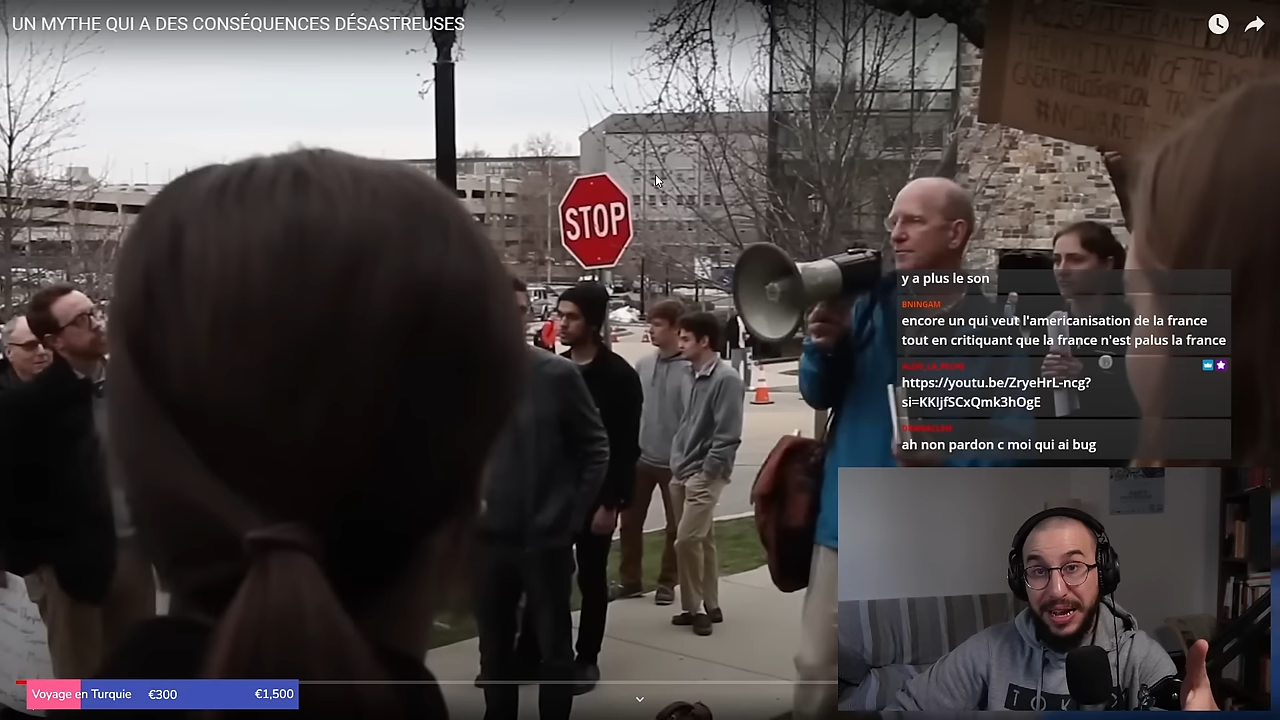 UN MYTHE QUI A DES CONSÉQUENCES DÉSASTREUSES
STOP
#NOWARE
y a plus le son
BNINGAM
encore un qui veut l'americanisation de la france
tout en critiquant que la france n'est palus la france
https://youtu.be/ZryeHrL-ncg?
si=KKIjfSCxQmk3hOgE
ah non pardon c moi qui ai bug
Voyage en Turquie €300 €1,500